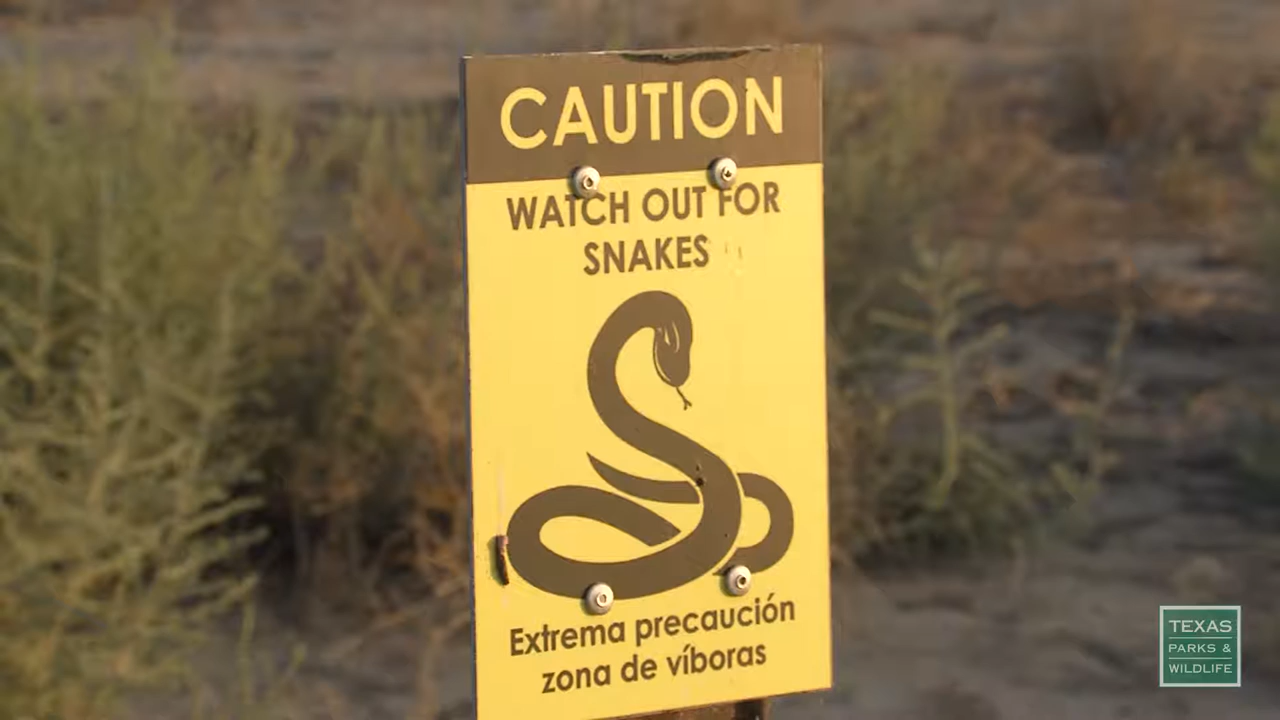 CAUTION
WATCH OUT FOR
SNAKES
Extrema precaución
zona de víboras
TEXAS
PARKS &
WILDLIFE